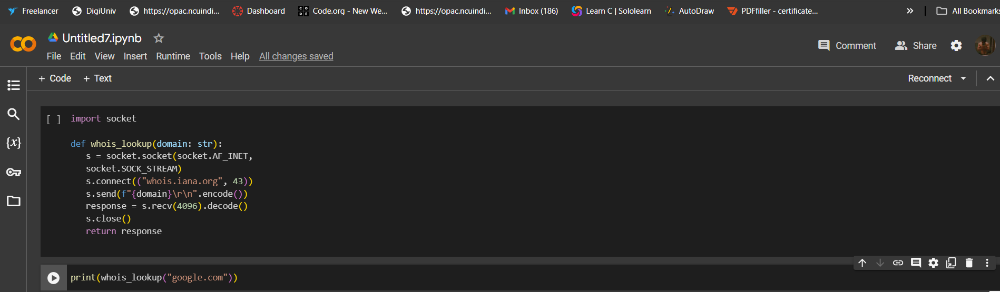 Freelancer DigiUniv https://opac.ncuindi... Dashboard Code.org - New We... https://opac.ncuindi... Inbox (186) Learn C | Sololearn AutoDraw PDFfiller - certificate... » All Bookmarks
CO Untitled7.ipynb
File Edit View Insert Runtime Tools Help All changes saved
Comment Share
+ Code + Text Reconnect
{x}
[ ] import socket
def whois_lookup(domain: str):
s = socket.socket(socket.AF_INET,
socket.SOCK_STREAM)
s.connect(("whois.iana.org", 43))
s.send(f"{domain}\r\n".encode())
response = s.recv(4096).decode()
s.close()
return response
print(whois_lookup("google.com"))